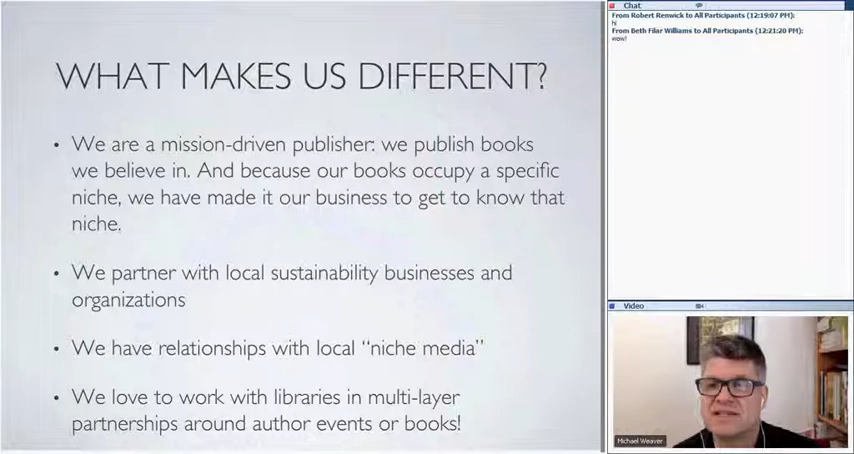 WHAT MAKES US DIFFERENT?
• We are a mission-driven publisher: we publish books
we believe in. And because our books occupy a specific
niche, we have made it our business to get to know that
niche.
• We partner with local sustainability businesses and
organizations
• We have relationships with local “niche media”
• We love to work with libraries in multi-layer
partnerships around author events or books!
Chat
From Robert Renwick to All Participants (12:19:07 PM):
hi
From Beth Filar Williams to All Participants (12:21:20 PM):
wow!
Video
Michael Weaver